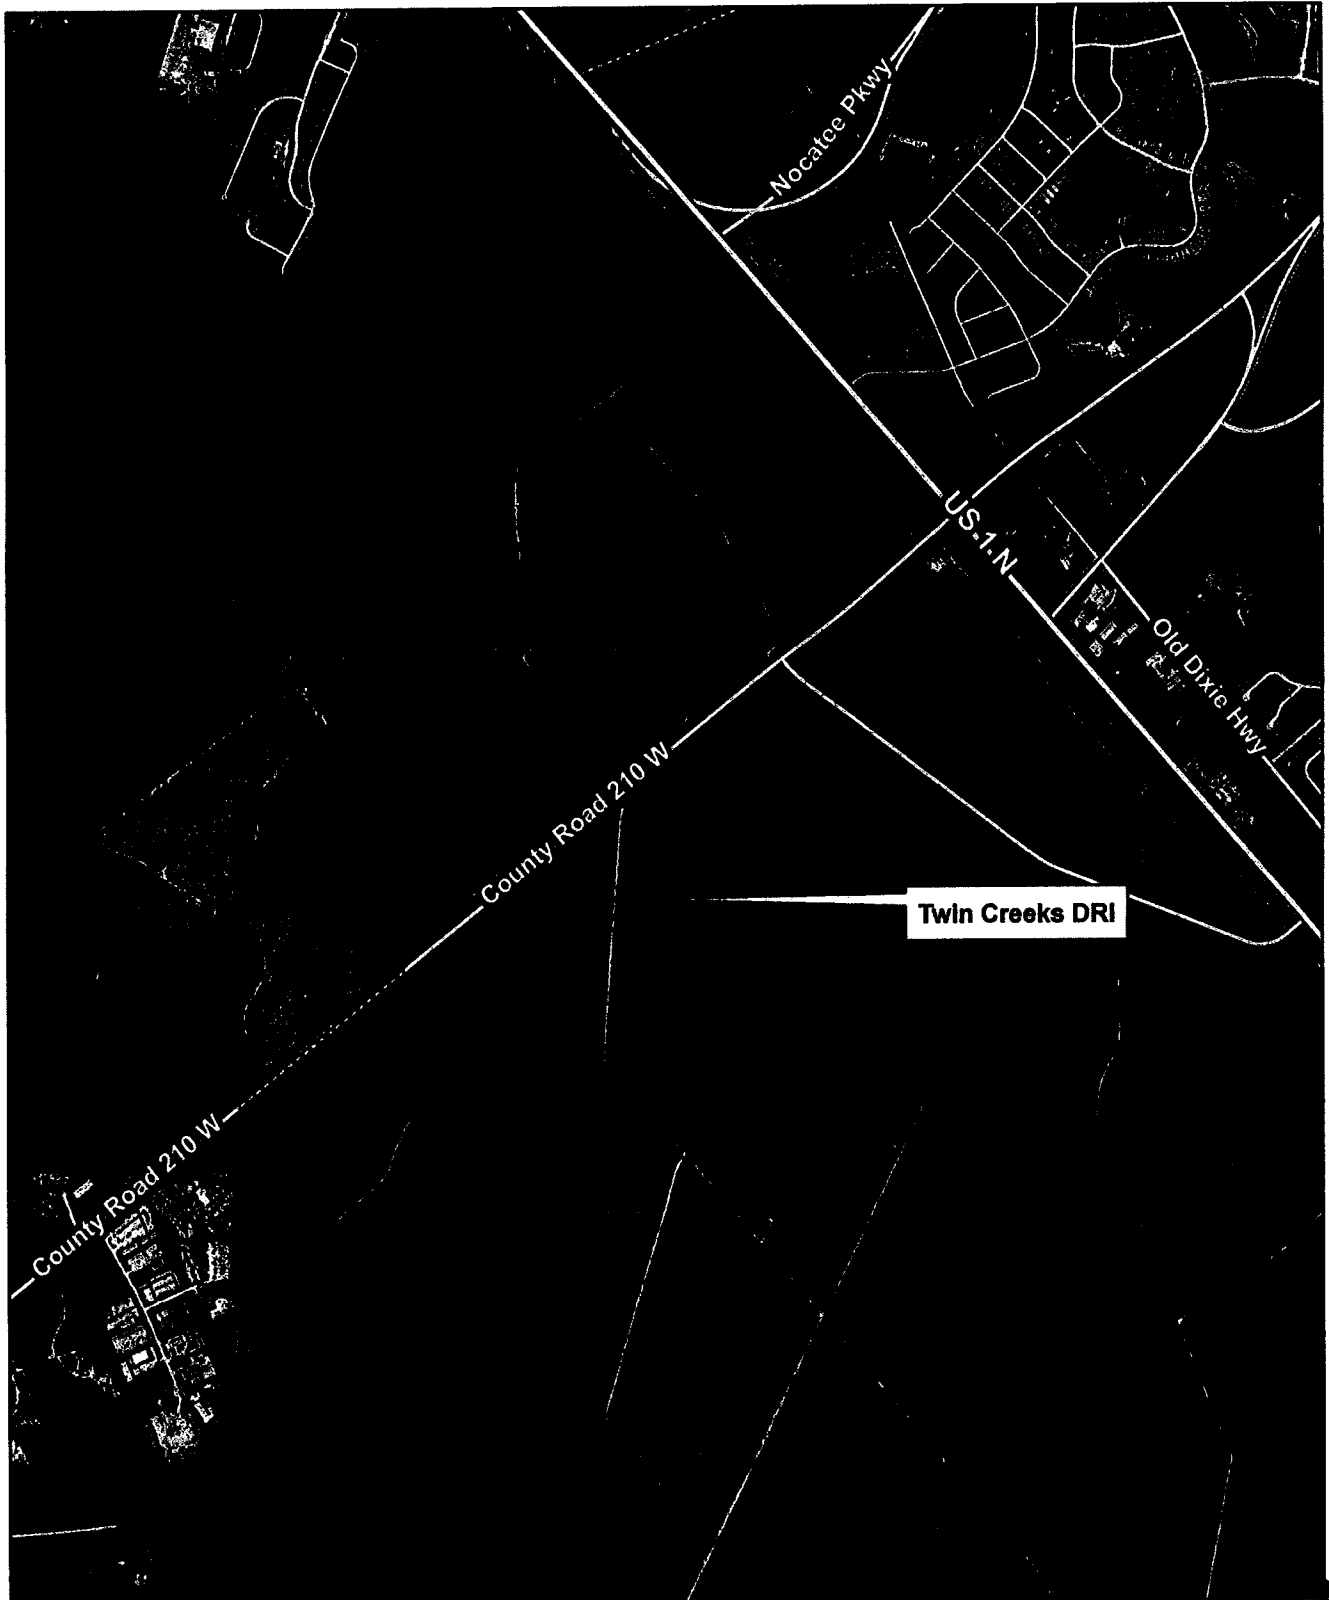 Nocatee Pkwy
US 1 N
Old Dixie Hwy
County Road 210 W
Twin Creeks DRI
County Road 210 W